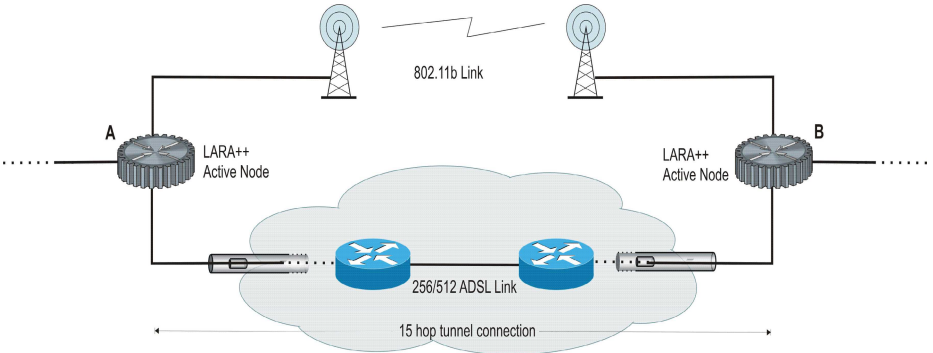 802.11b Link
A
LARA++
Active Node
B
LARA++
Active Node
256/512 ADSL Link
15 hop tunnel connection